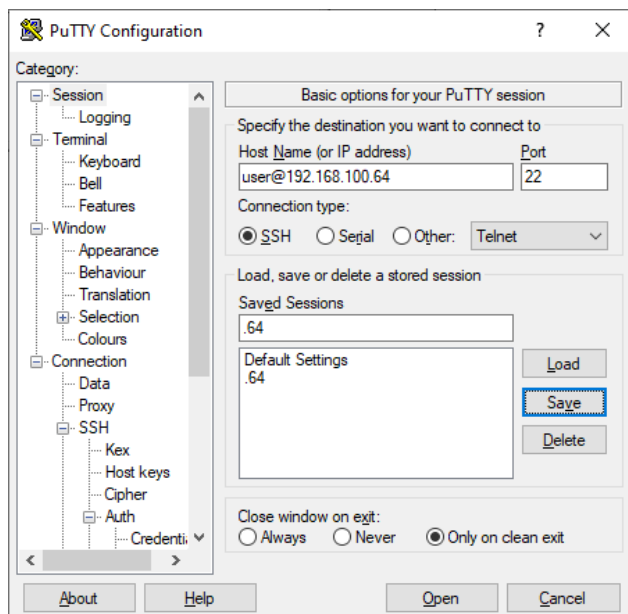 PuTTY Configuration
?
Category:
Session
Logging
Terminal
Keyboard
Bell
Features
Window
Appearance
Behaviour
Translation
Selection
Colours
Connection
Data
Proxy
SSH
Kex
Host keys
Cipher
Auth
Credenti
Basic options for your PuTTY session
Specify the destination you want to connect to
Host Name (or IP address) Port
user@192.168.100.64 22
Connection type:
SSH Serial Other: Telnet
Load, save or delete a stored session
Saved Sessions
.64
Default Settings
.64
Load
Save
Delete
Close window on exit:
Always Never Only on clean exit
About Help Open Cancel